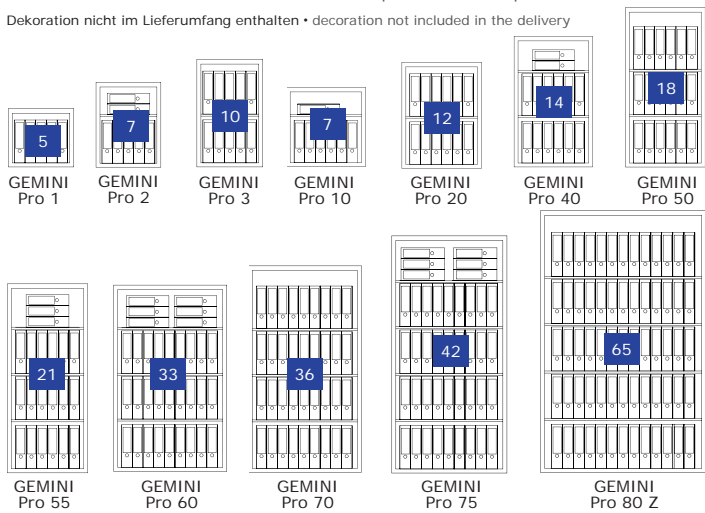 Dekoration nicht im Lieferumfang enthalten • decoration not included in the delivery
5
7
10
7
12
14
18
GEMINI
Pro 1
GEMINI
Pro 2
GEMINI
Pro 3
GEMINI
Pro 10
GEMINI
Pro 20
GEMINI
Pro 40
GEMINI
Pro 50
21
33
36
42
65
GEMINI
Pro 55
GEMINI
Pro 60
GEMINI
Pro 70
GEMINI
Pro 75
GEMINI
Pro 80 Z